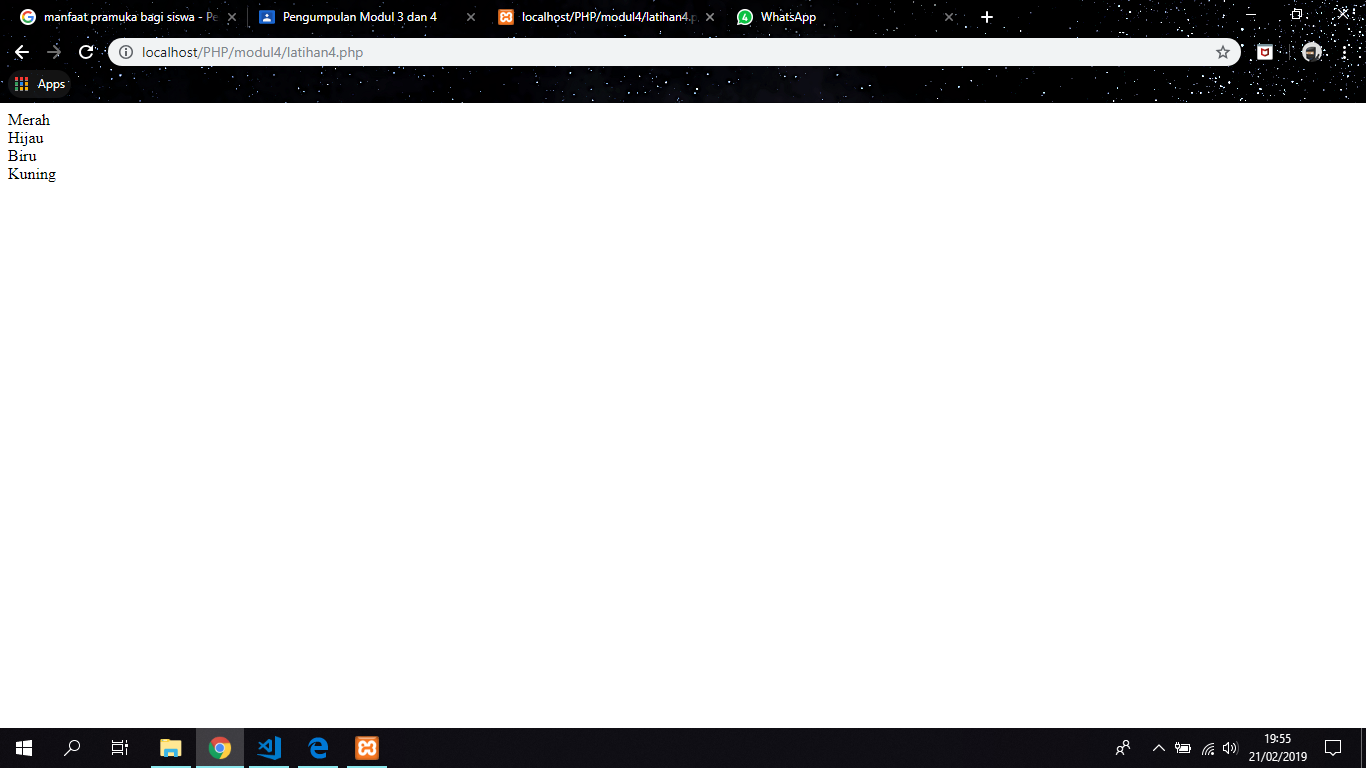 manfaat pramuka bagi siswa - Pe
Pengumpulan Modul 3 dan 4
localhost/PHP/modul4/latihan4.p
4
WhatsApp
localhost/PHP/modul4/latihan4.php
Apps
Merah
Hijau
Biru
Kuning
19:55
21/02/2019